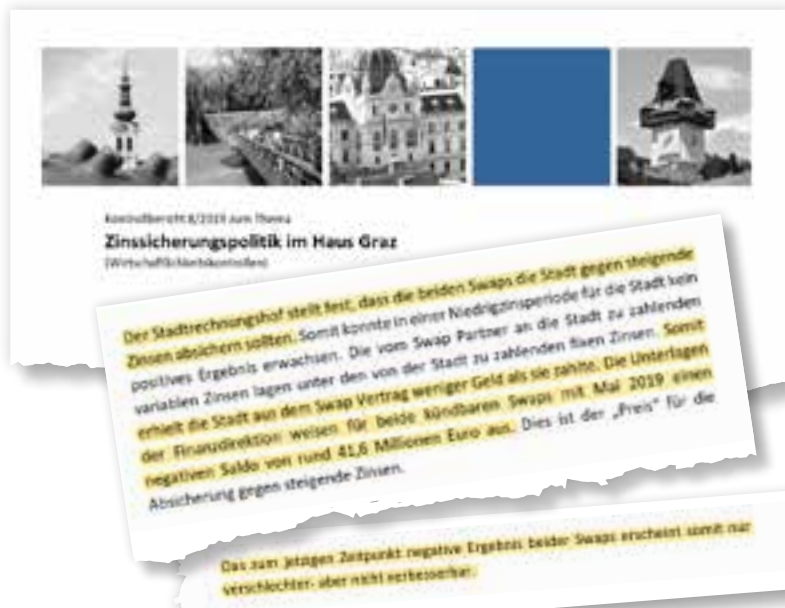 Kontrollbericht 8/2019 zum Thema
Zinssicherungspolitik im Haus Graz
(Wirtschaftlichkeitskontrollen)
Der Stadtrechnungshof stellt fest, dass die beiden Swaps die Stadt gegen steigende
Zinsen absichern sollten. Somit konnte in einer Niedrigzinsperiode für die Stadt kein
positives Ergebnis erwachsen. Die vom Swap Partner an die Stadt zu zahlenden
variablen Zinsen lagen unter den von der Stadt zu zahlenden fixen Zinsen. Somit
erhielt die Stadt aus dem Swap Vertrag weniger Geld als sie zahlte. Die Unterlagen
der Finanzdirektion weisen für beide kündbaren Swaps mit Mai 2019 einen
negativen Saldo von rund 41,6 Millionen Euro aus. Dies ist der „Preis“ für die
Absicherung gegen steigende Zinsen.
Das zum jetzigen Zeitpunkt negative Ergebnis beider Swaps erscheint somit nur
verschlechter- aber nicht verbesserbar.